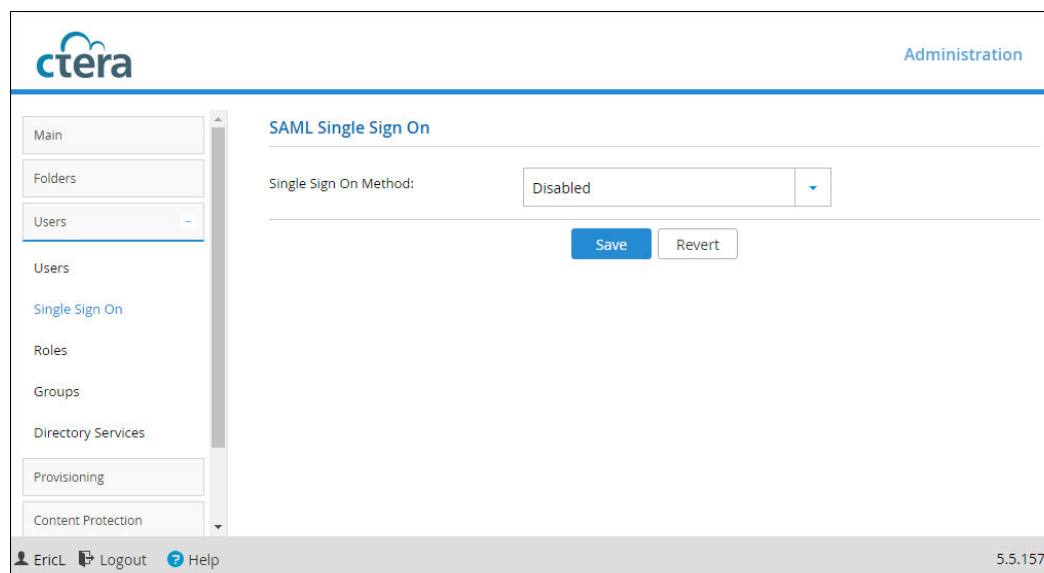 ctera
Administration
Main
Folders
Users
Users
Single Sign On
Roles
Groups
Directory Services
Provisioning
Content Protection
SAML Single Sign On
Single Sign On Method:
Disabled
Save
Revert
EricL
Logout
Help
5.5.157